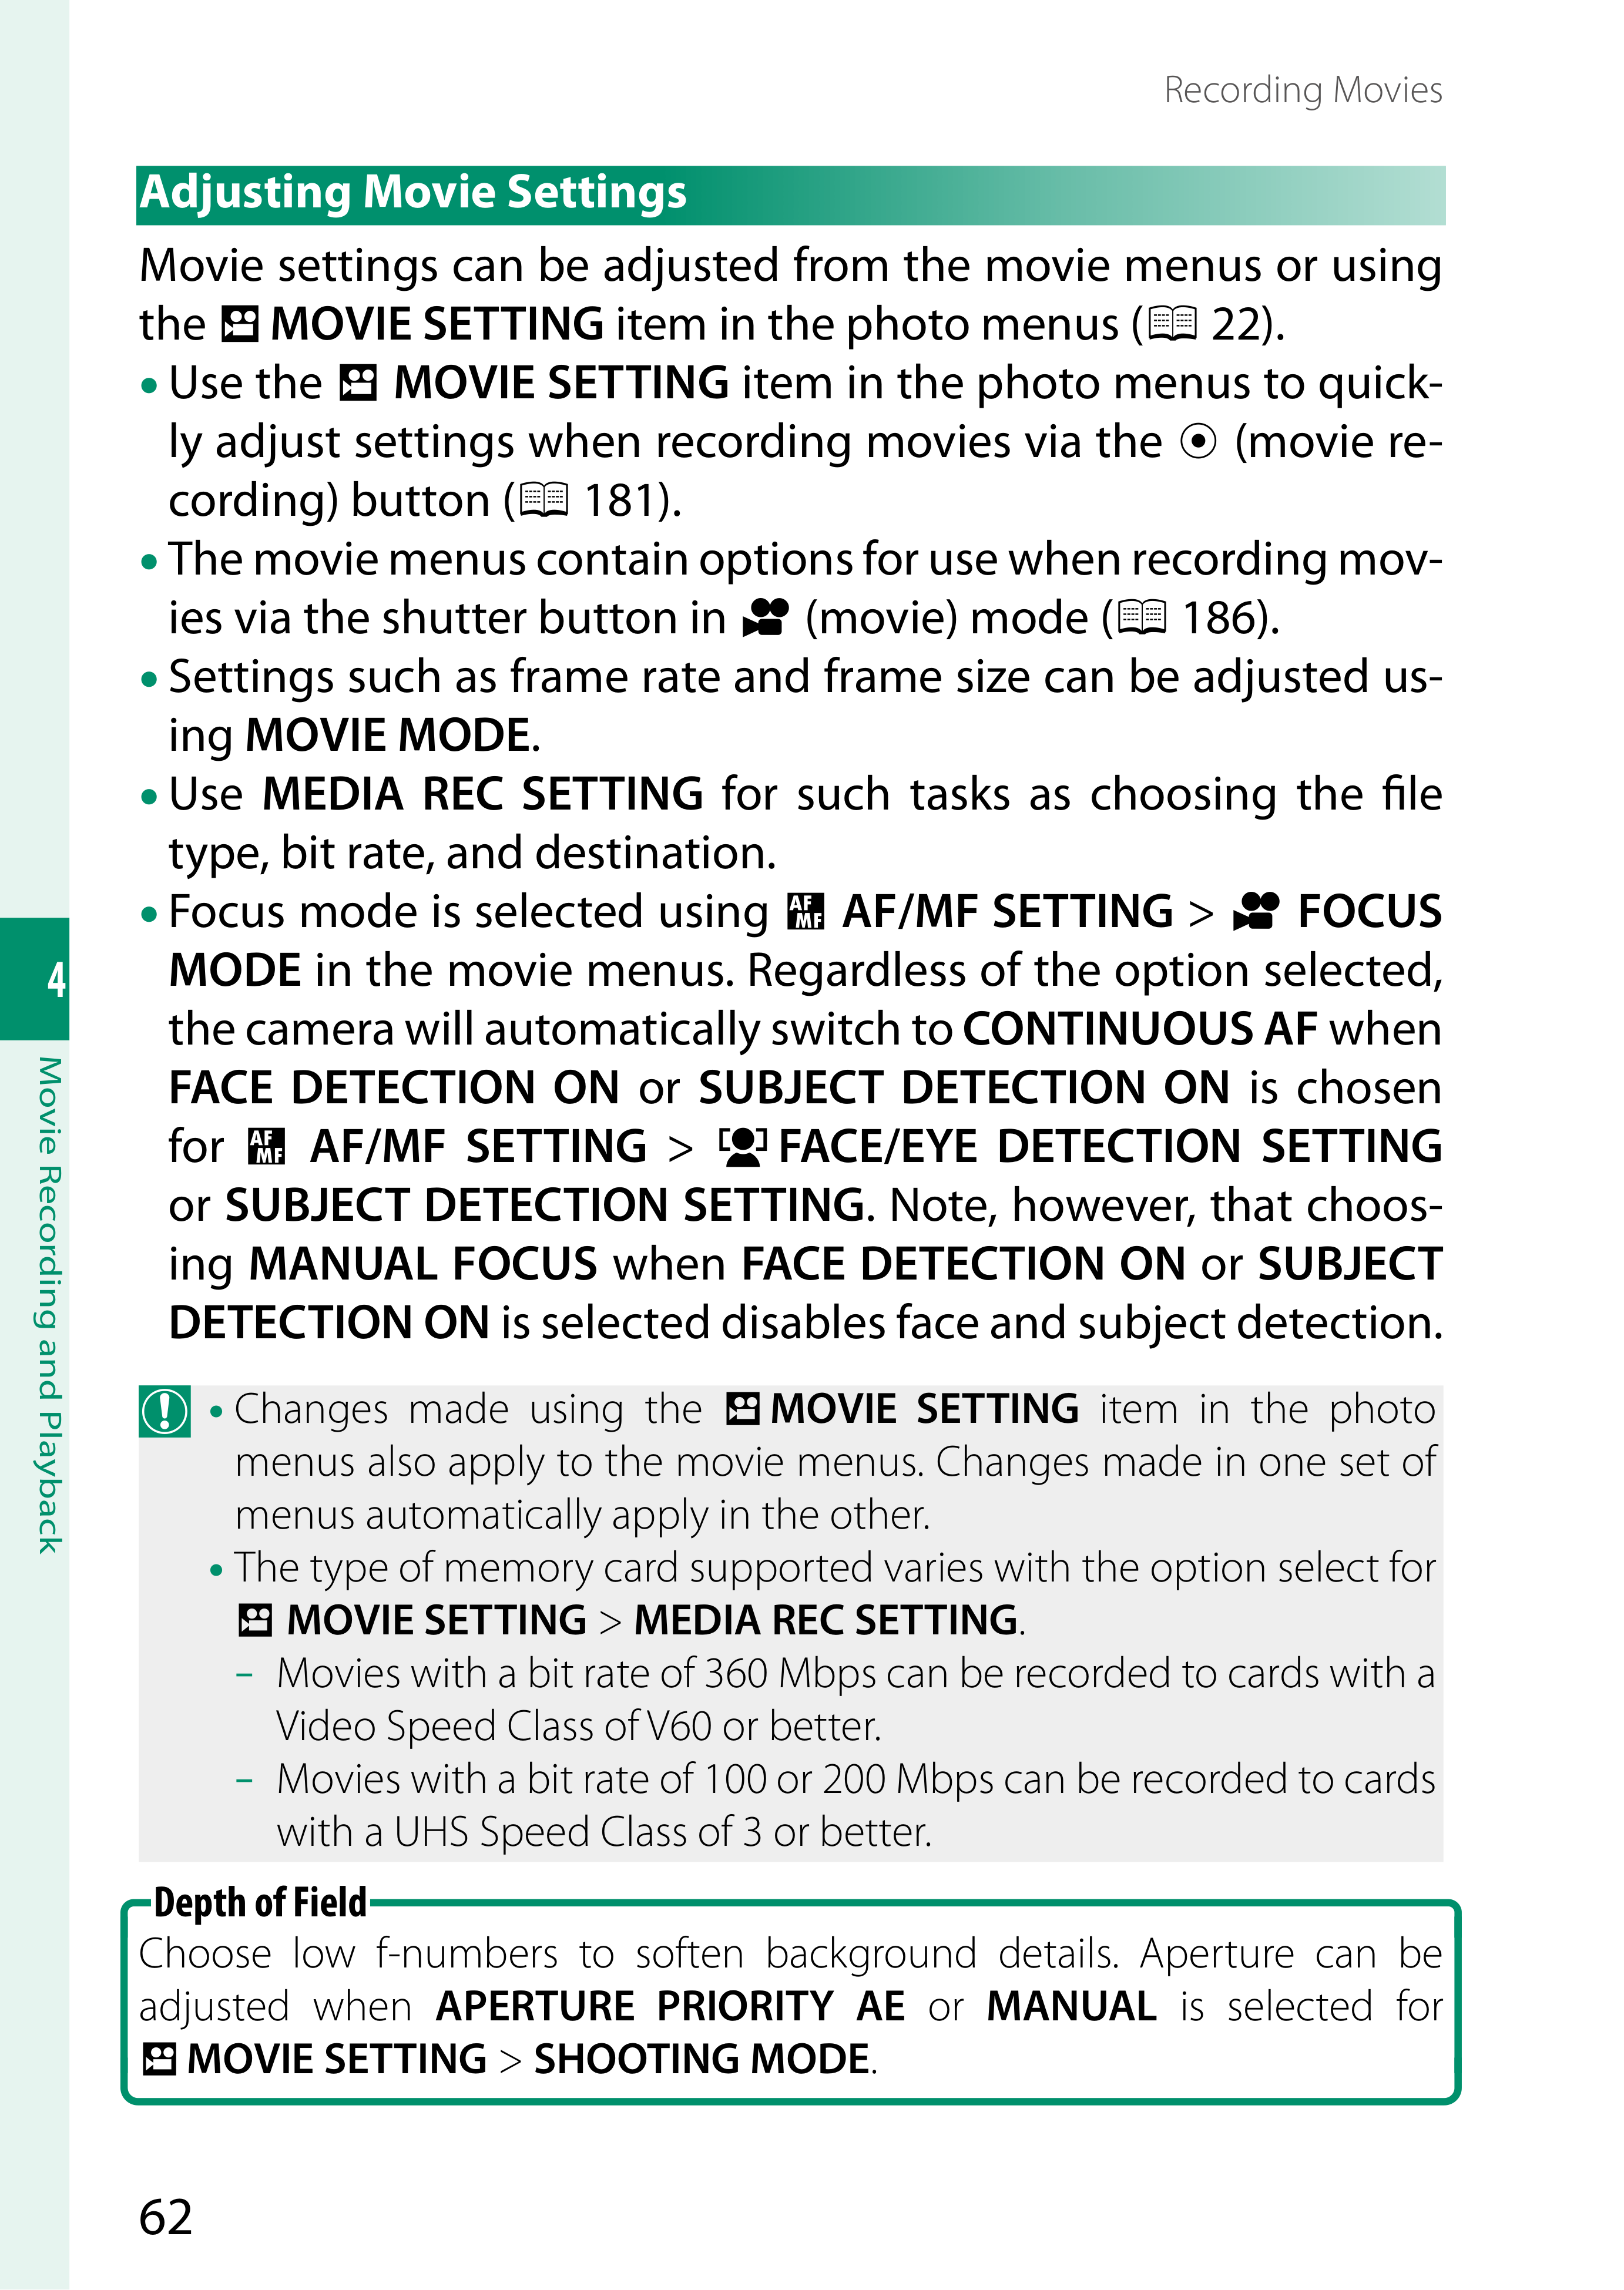 Recording Movies
Adjusting Movie Settings
Movie settings can be adjusted from the movie menus or using
the MOVIE SETTING item in the photo menus ( 22).
• Use the MOVIE SETTING item in the photo menus to quick-
ly adjust settings when recording movies via the (movie re-
cording) button ( 181).
• The movie menus contain options for use when recording mov-
ies via the shutter button in (movie) mode ( 186).
• Settings such as frame rate and frame size can be adjusted us-
ing MOVIE MODE.
• Use MEDIA REC SETTING for such tasks as choosing the file
type, bit rate, and destination.
• Focus mode is selected using AF MF AF/MF SETTING > FOCUS
MODE in the movie menus. Regardless of the option selected,
the camera will automatically switch to CONTINUOUS AF when
FACE DETECTION ON or SUBJECT DETECTION ON is chosen
for AF MF AF/MF SETTING > FACE/EYE DETECTION SETTING
or SUBJECT DETECTION SETTING. Note, however, that choos-
ing MANUAL FOCUS when FACE DETECTION ON or SUBJECT
DETECTION ON is selected disables face and subject detection.
• Changes made using the MOVIE SETTING item in the photo
menus also apply to the movie menus. Changes made in one set of
menus automatically apply in the other.
• The type of memory card supported varies with the option select for
MOVIE SETTING > MEDIA REC SETTING.
– Movies with a bit rate of 360 Mbps can be recorded to cards with a
Video Speed Class of V60 or better.
– Movies with a bit rate of 100 or 200 Mbps can be recorded to cards
with a UHS Speed Class of 3 or better.
Depth of Field
Choose low f-numbers to soften background details. Aperture can be
adjusted when APERTURE PRIORITY AE or MANUAL is selected for
MOVIE SETTING > SHOOTING MODE.
4
Movie Recording and Playback
62